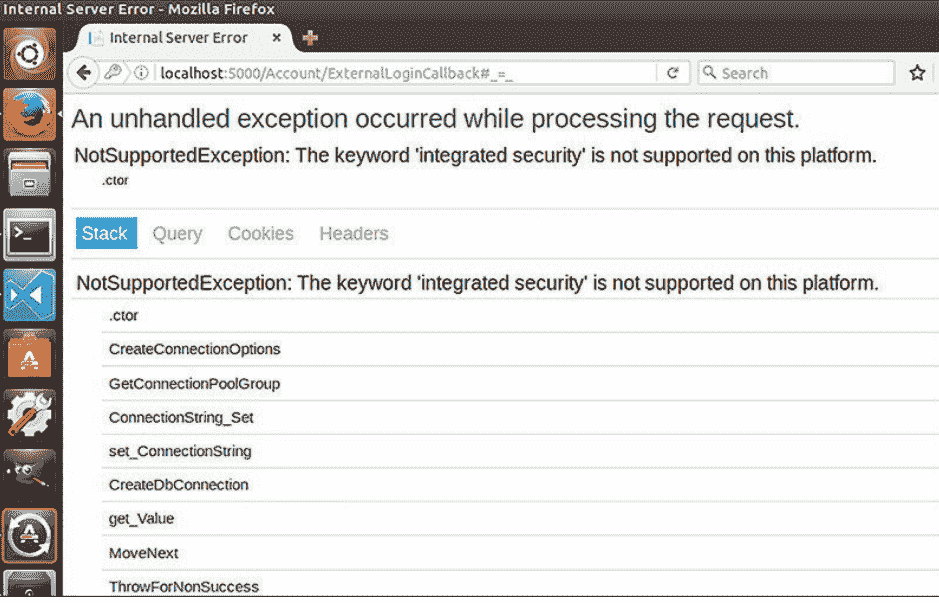 Internal Server Error - Mozilla Firefox
Internal Server Error
localhost:5000/Account/ExternalLoginCallback#_=_
Search
An unhandled exception occurred while processing the request.
NotSupportedException: The keyword 'integrated security' is not supported on this platform.
.ctor
Stack Query Cookies Headers
NotSupportedException: The keyword 'integrated security' is not supported on this platform.
.ctor
CreateConnectionOptions
GetConnectionPoolGroup
ConnectionString_Set
set_ConnectionString
CreateDbConnection
get_Value
MoveNext
ThrowForNonSuccess